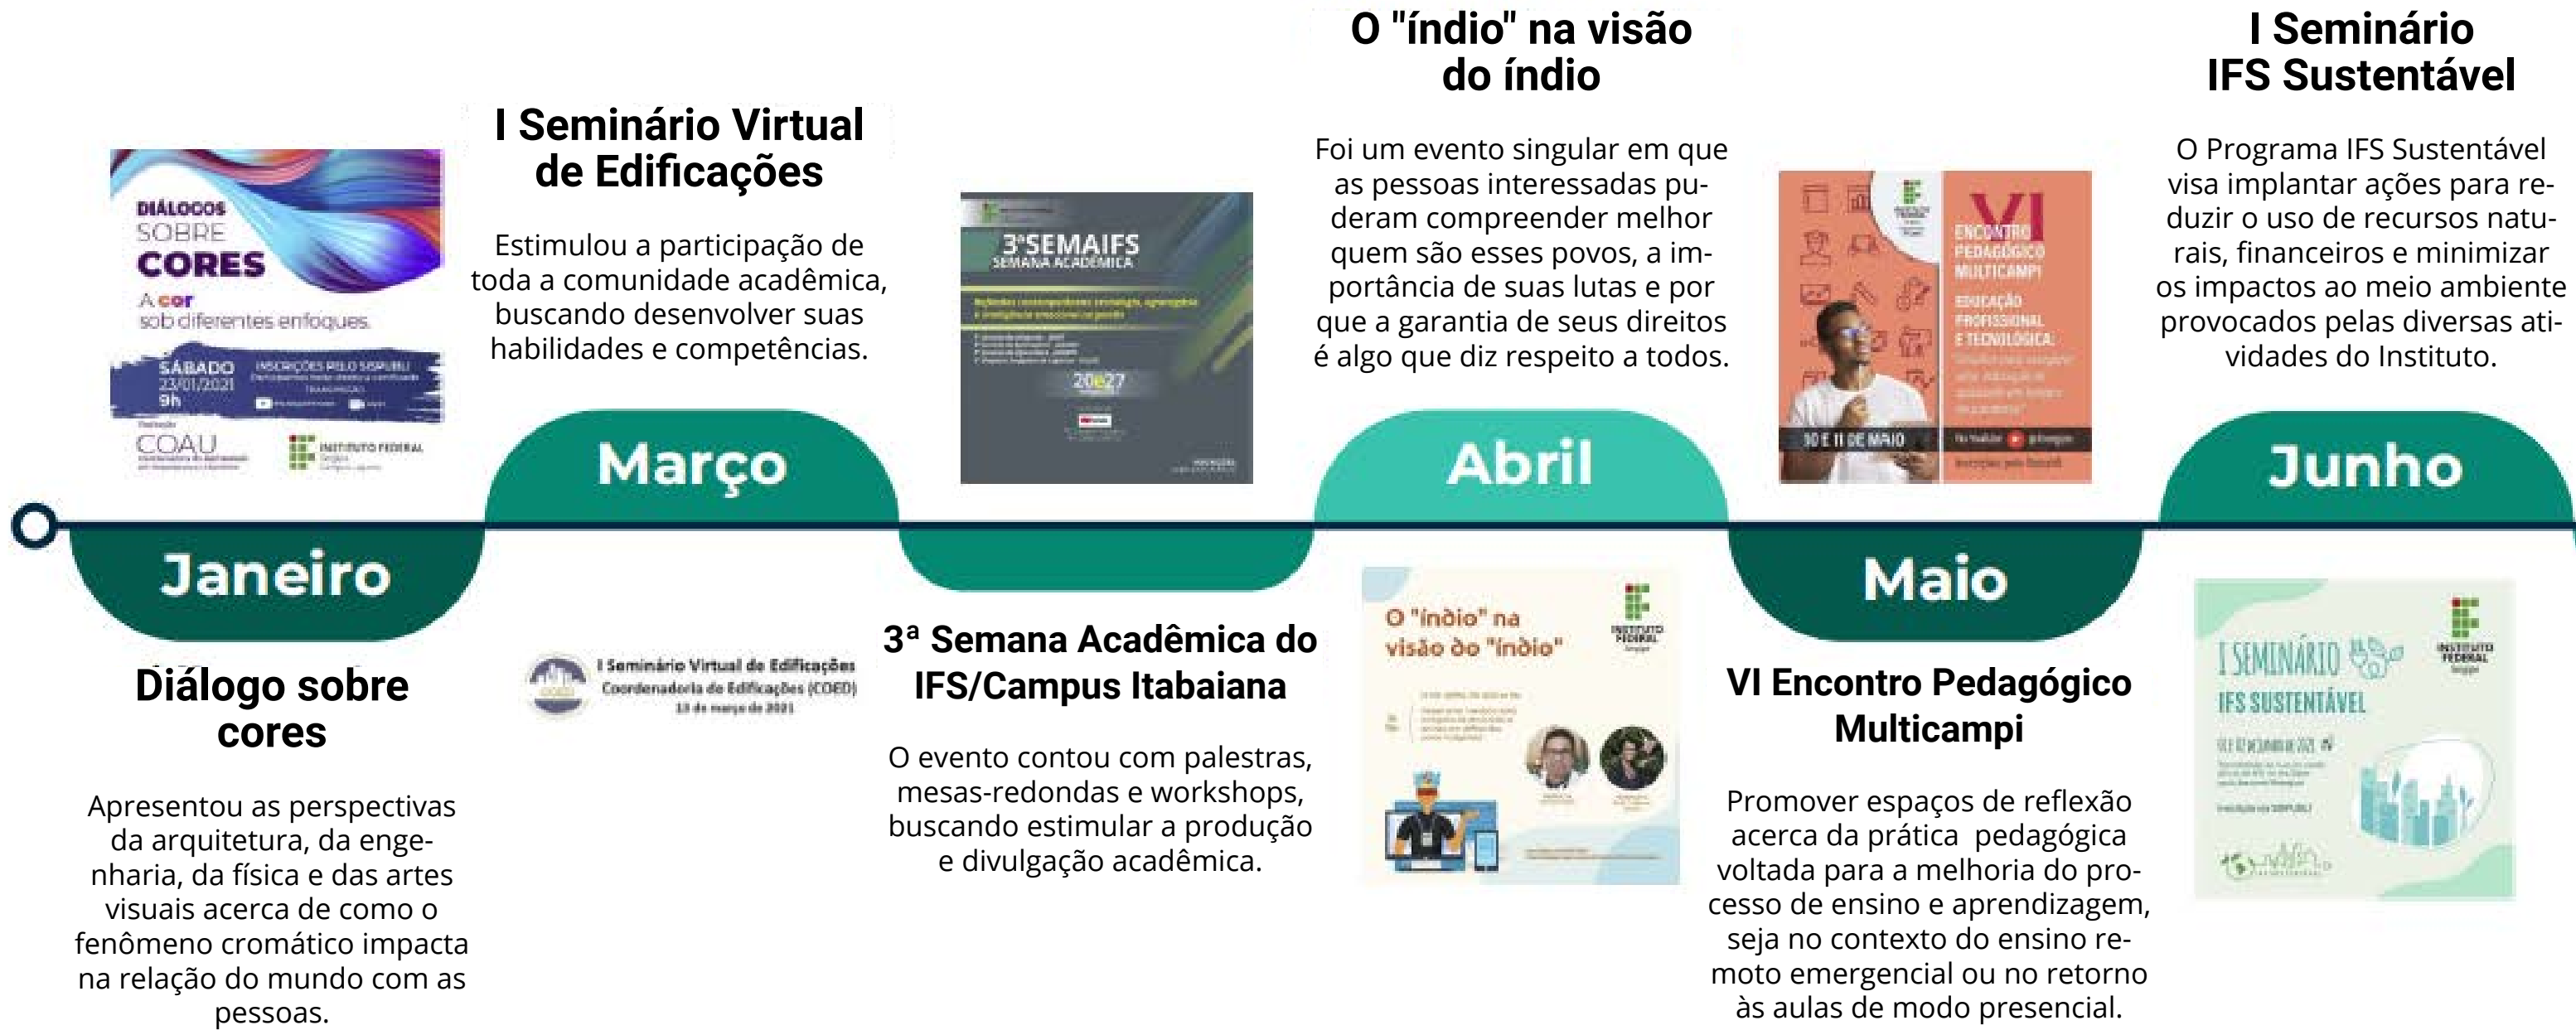 DIÁLOGOS
SOBRE
CORES
A cor
sob diferentes enfoques.
SÁBADO
23/01/2021
9h
INSCRIÇÕES PELO SISPUBLI
COAU
INSTITUTO FEDERAL
Janeiro
Diálogo sobre
cores
Apresentou as perspectivas
da arquitetura, da enge-
nharia, da física e das artes
visuais acerca de como o
fenômeno cromático impacta
na relação do mundo com as
pessoas.
I Seminário Virtual
de Edificações
Estimulou a participação de
toda a comunidade acadêmica,
buscando desenvolver suas
habilidades e competências.
Março
I Seminário Virtual de Edificações
Coordenadoria de Edificações (COED)
13 de março de 2021
3ªSEMAIFS
SEMANA ACADÊMICA
20e27
3ª Semana Acadêmica do
IFS/Campus Itabaiana
O evento contou com palestras,
mesas-redondas e workshops,
buscando estimular a produção
e divulgação acadêmica.
O "índio" na visão
do índio
Foi um evento singular em que
as pessoas interessadas pu-
deram compreender melhor
quem são esses povos, a im-
portância de suas lutas e por
que a garantia de seus direitos
é algo que diz respeito a todos.
Abril
O "índio" na
visão do "índio"
INSTITUTO
FEDERAL
Sergipe
VI
ENCONTRO
PEDAGÓGICO
MULTICAMPI
EDUCAÇÃO
PROFISSIONAL
E TECNOLÓGICA:
10 E 11 DE MAIO
Maio
VI Encontro Pedagógico
Multicampi
Promover espaços de reflexão
acerca da prática  pedagógica
voltada para a melhoria do pro-
cesso de ensino e aprendizagem,
seja no contexto do ensino re-
moto emergencial ou no retorno
às aulas de modo presencial.
I Seminário
IFS Sustentável
O Programa IFS Sustentável
visa implantar ações para re-
duzir o uso de recursos natu-
rais, financeiros e minimizar
os impactos ao meio ambiente
provocados pelas diversas ati-
vidades do Instituto.
Junho
I SEMINÁRIO
IFS SUSTENTÁVEL
INSTITUTO
FEDERAL
Sergipe